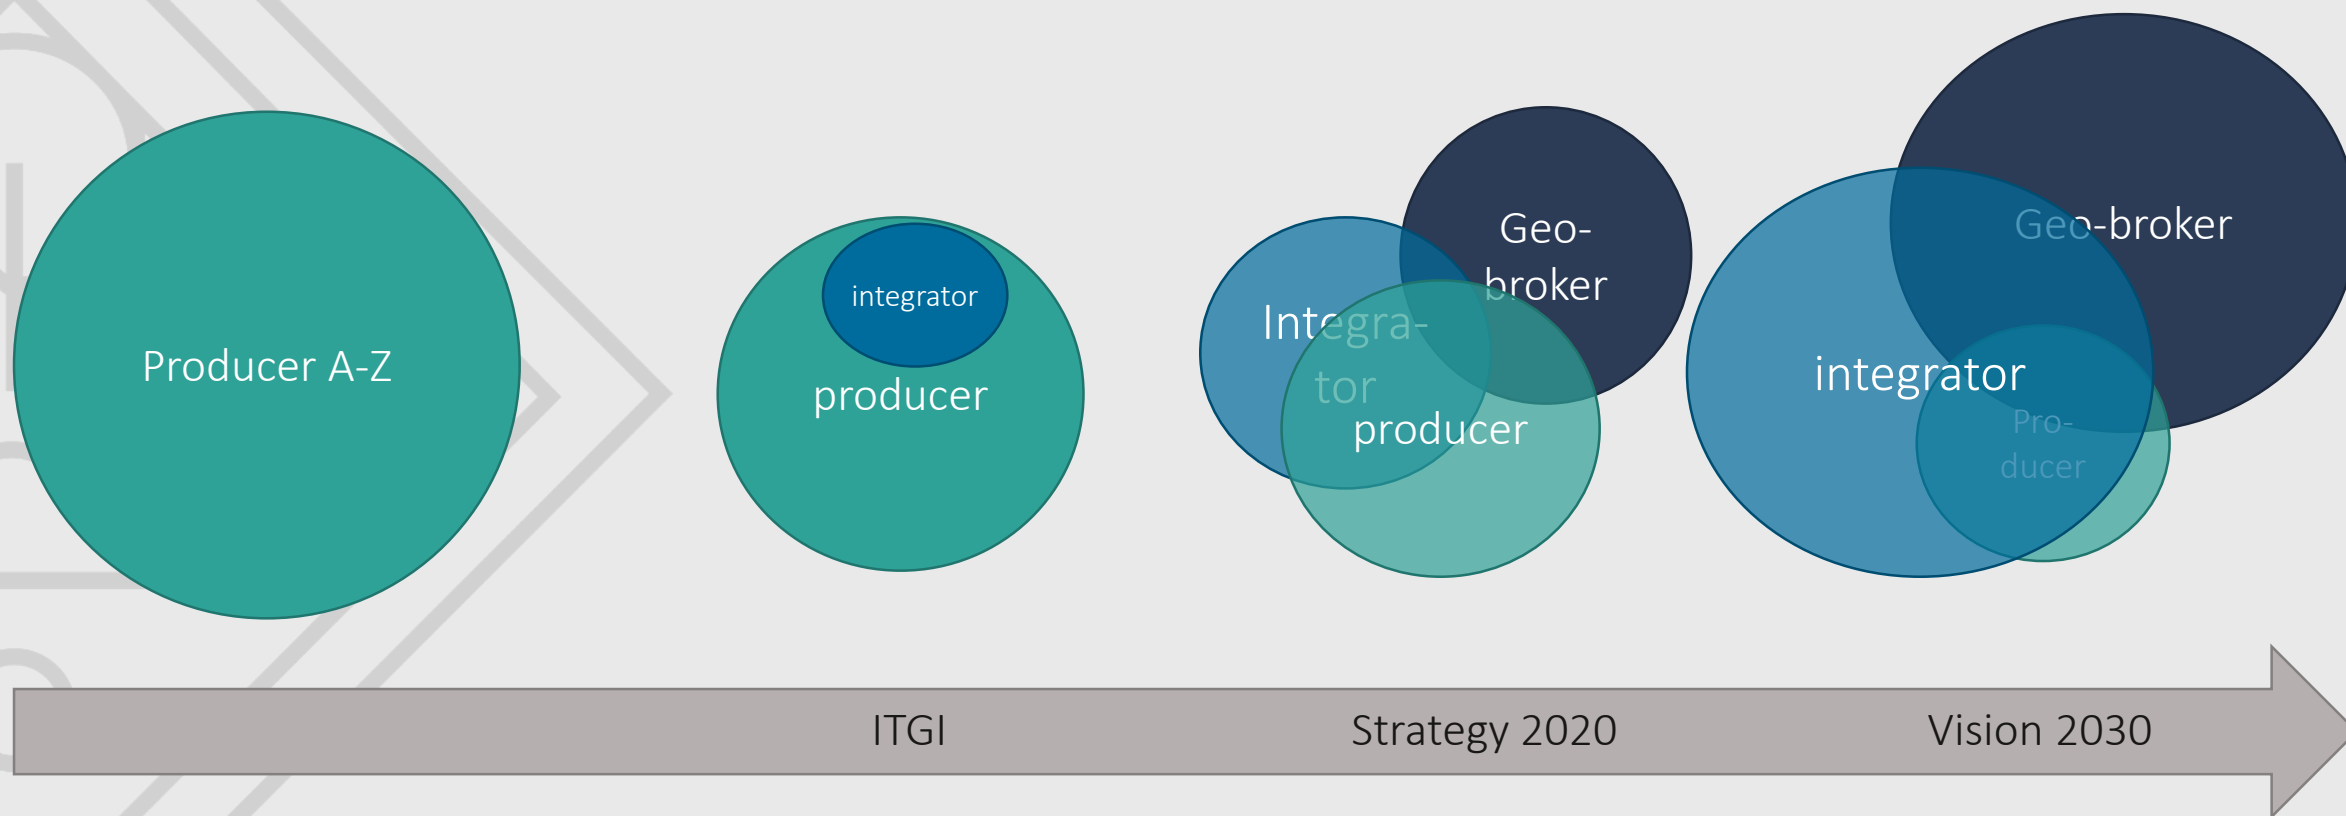 Producer A-Z
integrator
producer
Geo-
broker
Integra-
tor
producer
Geo-broker
integrator
Pro-
ducer
ITGI
Strategy 2020
Vision 2030